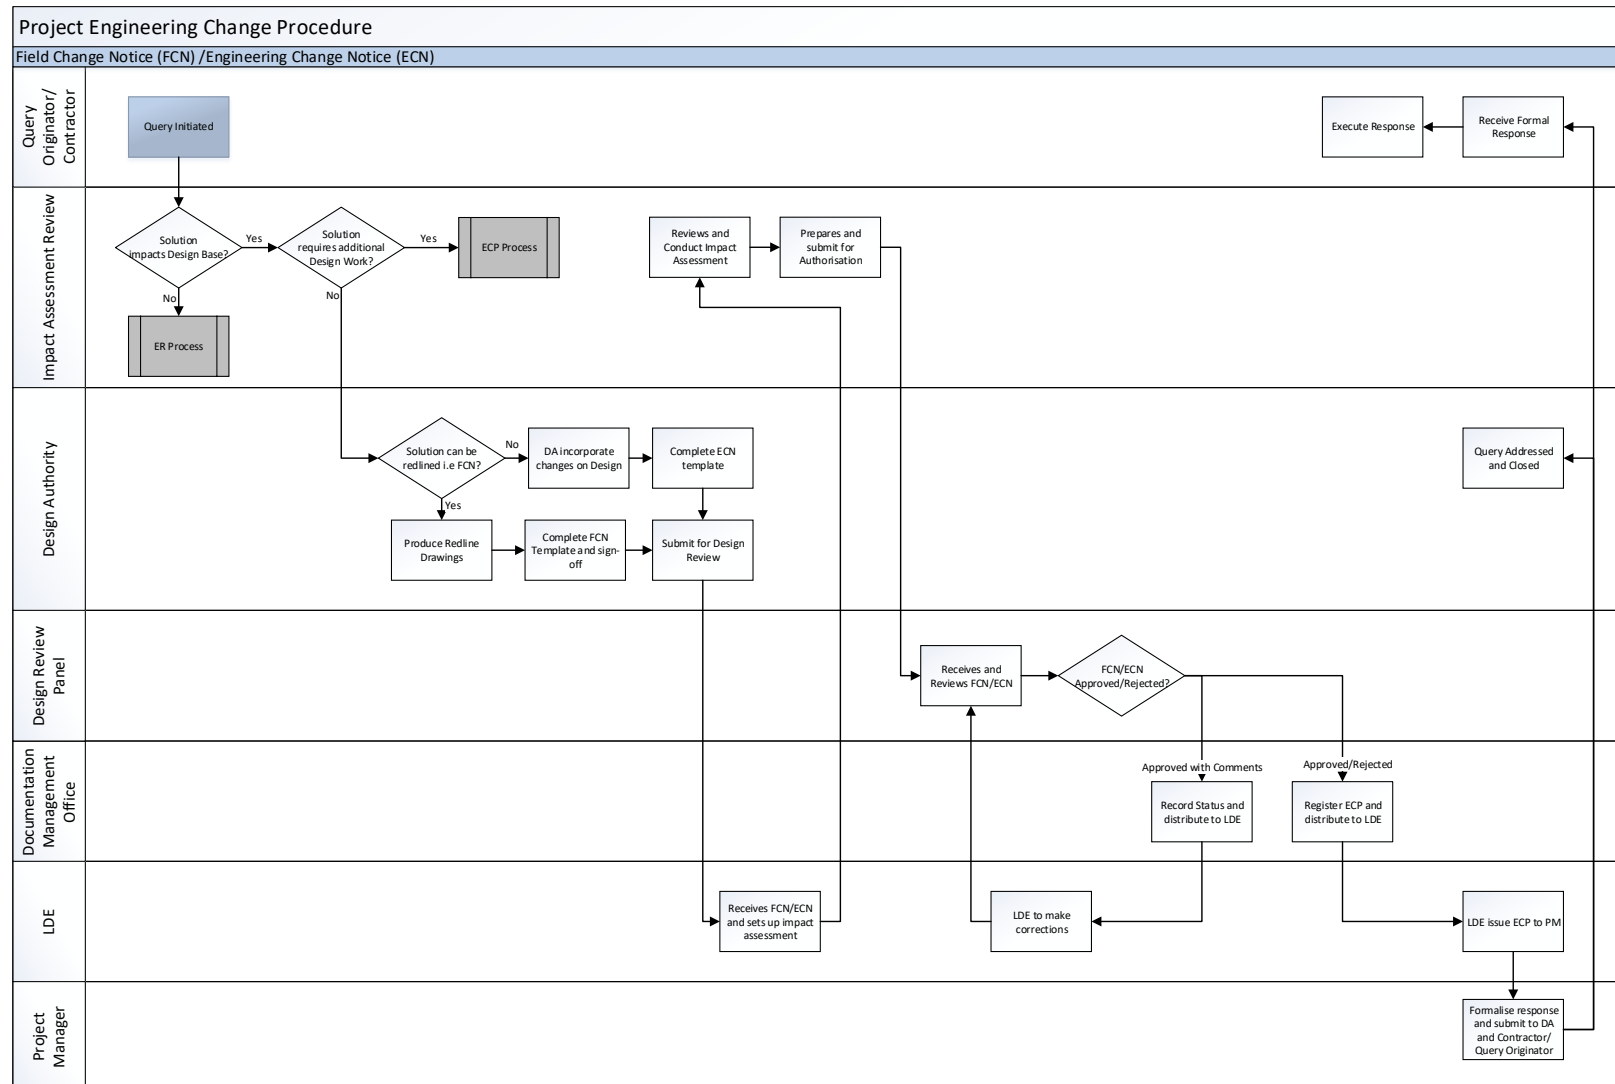 Project Engineering Change Procedure
Field Change Notice (FCN) /Engineering Change Notice (ECN)
Query
Originator/
Contractor
Query Initiated
Execute Response
Receive Formal
Response
Impact Assessment Review
Solution
impacts Design Base?
Yes
Solution
requires additional
Design Work?
Yes
ECP Process
No
No
ER Process
Reviews and
Conduct Impact
Assessment
Prepares and
submit for
Authorisation
Design Authority
Solution can be
redlined i.e FCN?
No
DA incorporate
changes on Design
Complete ECN
template
Yes
Produce Redline
Drawings
Complete FCN
Template and sign-
off
Submit for Design
Review
Query Addressed
and Closed
Design Review
Panel
Receives and
Reviews FCN/ECN
FCN/ECN
Approved/Rejected?
Documentation
Management
Office
Approved with Comments
Approved/Rejected
Record Status and
distribute to LDE
Register ECP and
distribute to LDE
LDE
Receives FCN/ECN
and sets up impact
assessment
LDE to make
corrections
LDE issue ECP to PM
Project
Manager
Formalise response
and submit to DA
and Contractor/
Query Originator